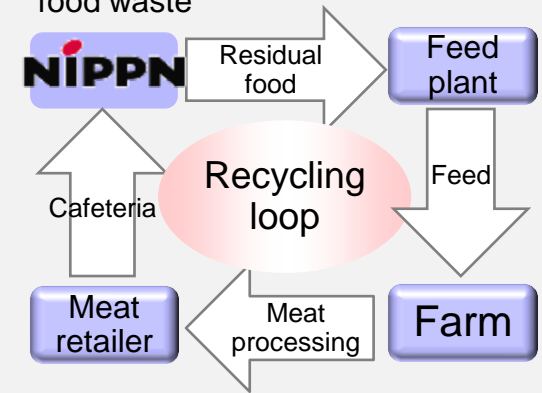 food waste
NIPPN
Residual
food
Feed
plant
Recycling
loop
Feed
Cafeteria
Meat
retailer
Meat
processing
Farm